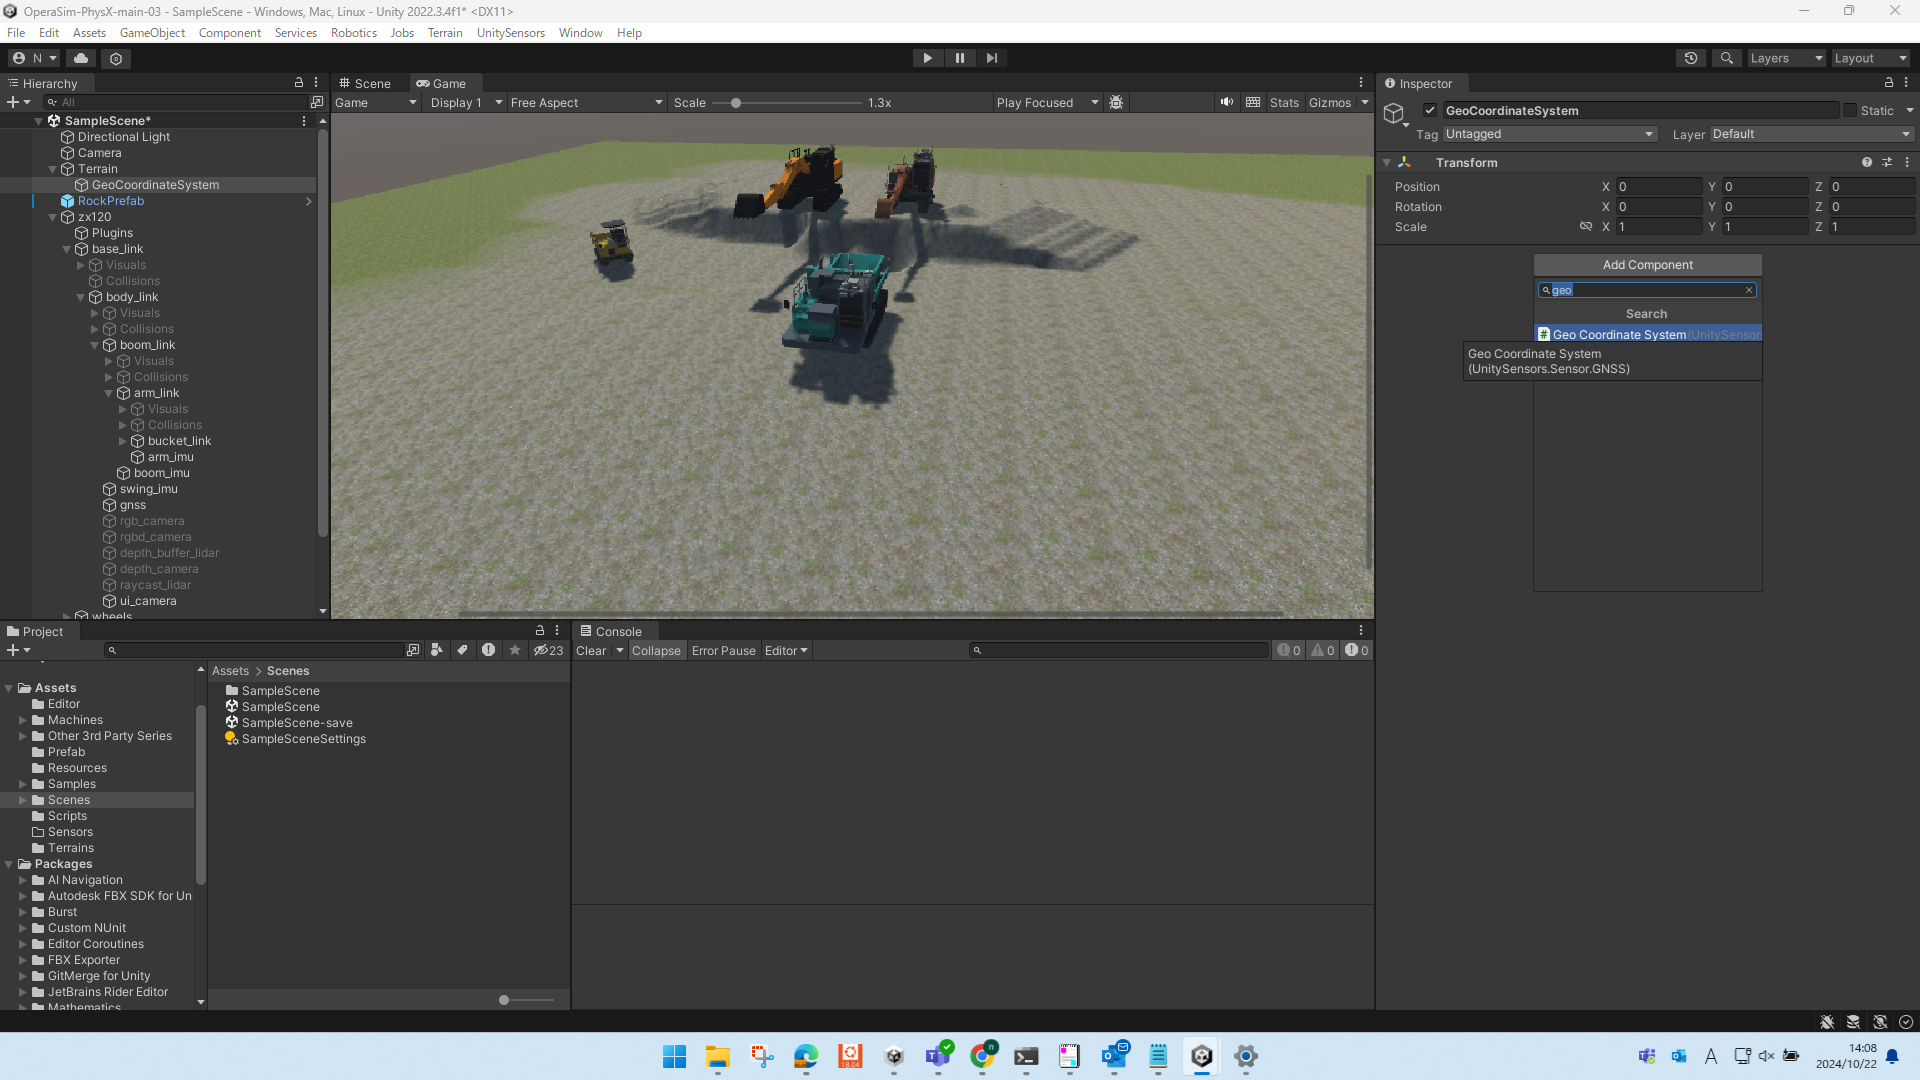 OperaSim-PhysX-main-03 - SampleScene - Windows, Mac, Linux - Unity 2022.3.4f1* <DX11>
File Edit Assets GameObject Component Services Robotics Jobs Terrain UnitySensors Window Help
N
Layers
Layout
Hierarchy
All
SampleScene*
Directional Light
Camera
Terrain
GeoCoordinateSystem
RockPrefab
zx120
Plugins
base_link
Visuals
Collisions
body_link
Visuals
Collisions
boom_link
Visuals
Collisions
arm_link
Visuals
Collisions
bucket_link
arm_imu
boom_imu
swing_imu
gnss
rgb_camera
rgbd_camera
depth_buffer_lidar
depth_camera
raycast_lidar
ui_camera
wheels
Scene Game
Game Display 1 Free Aspect Scale 1.3x Play Focused Stats Gizmos
Inspector
GeoCoordinateSystem Static
Tag Untagged Layer Default
Transform
Position X 0 Y 0 Z 0
Rotation X 0 Y 0 Z 0
Scale X 1 Y 1 Z 1
Add Component
geo
Search
# Geo Coordinate System (UnitySensor
Geo Coordinate System
(UnitySensors.Sensor.GNSS)
Project
23
Assets
Editor
Machines
Other 3rd Party Series
Prefab
Resources
Samples
Scenes
Scripts
Sensors
Terrains
Packages
AI Navigation
Autodesk FBX SDK for Un
Burst
Custom NUnit
Editor Coroutines
FBX Exporter
GitMerge for Unity
JetBrains Rider Editor
Mathematics
Assets > Scenes
SampleScene
SampleScene
SampleScene-save
SampleSceneSettings
Console
Clear Collapse Error Pause Editor 0 0 0
18.04
n
A
14:08
2024/10/22